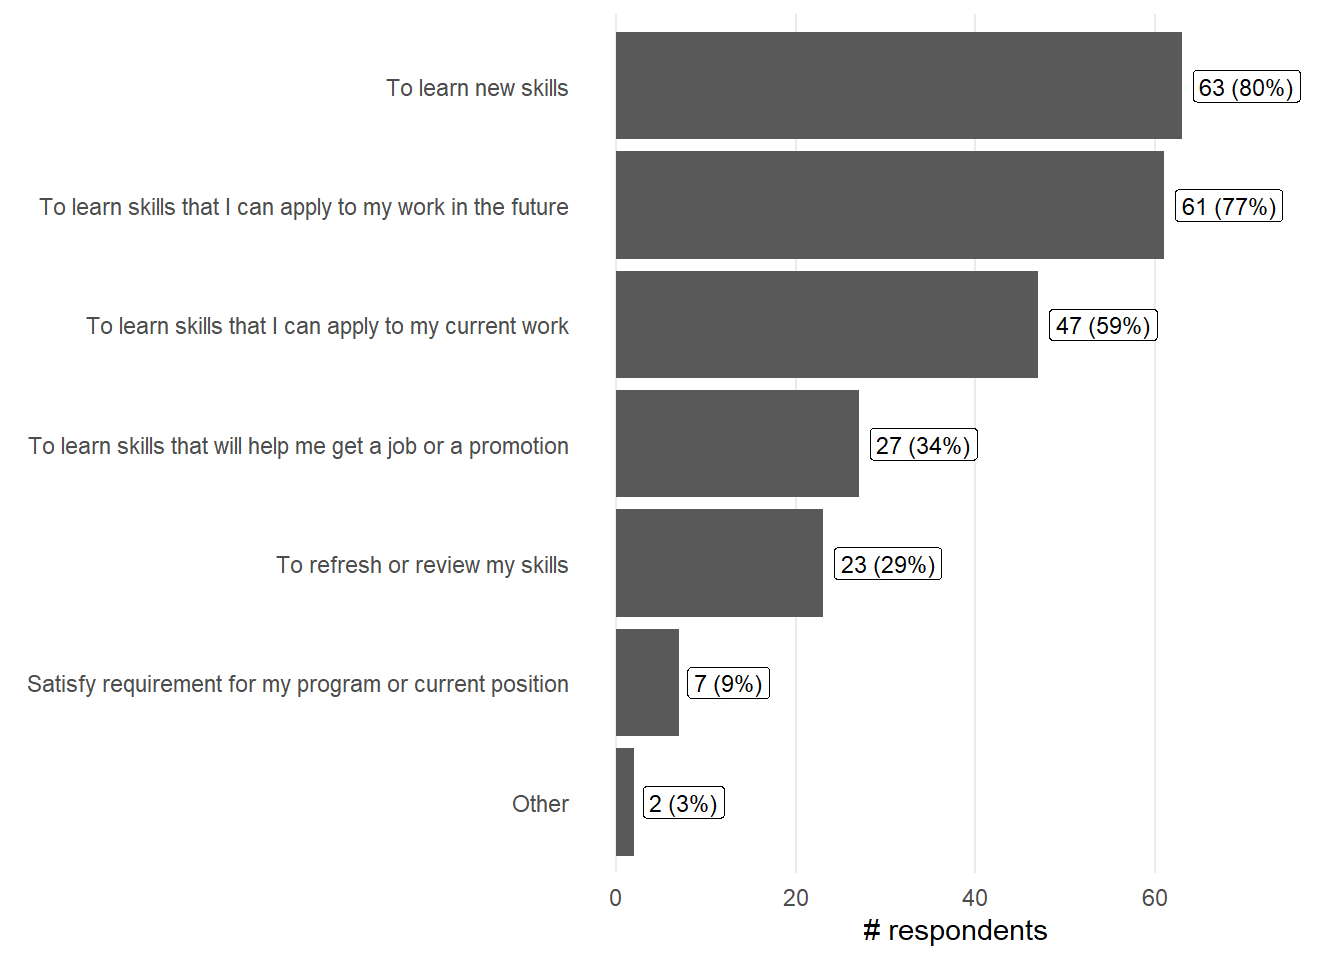 To learn new skills
63 (80%)
To learn skills that I can apply to my work in the future
61 (77%)
To learn skills that I can apply to my current work
47 (59%)
To learn skills that will help me get a job or a promotion
27 (34%)
To refresh or review my skills
23 (29%)
Satisfy requirement for my program or current position
7 (9%)
Other
2 (3%)
0 20 40 60
# respondents